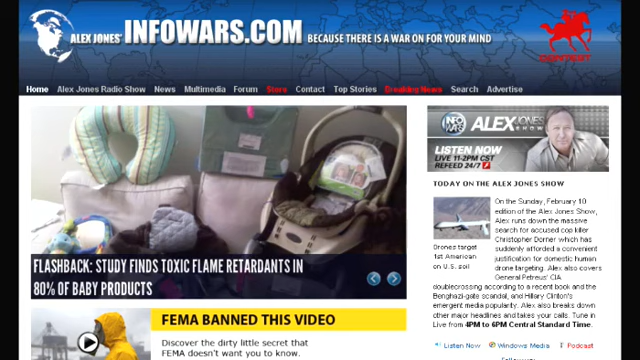 ALEX JONES' INFOWARS.COM BECAUSE THERE IS A WAR ON FOR YOUR MIND
Home Alex Jones Radio Show News Multimedia Forum Store Contact Top Stories Breaking News Search Advertise
FLASHBACK: STUDY FINDS TOXIC FLAME RETARDANTS IN
80% OF BABY PRODUCTS
FEMA BANNED THIS VIDEO
Discover the dirty little secret that
FEMA doesn't want you to know.
INFO WARS ALEX JONES SHOW
LISTEN NOW
LIVE 11-2PM CST
REFEED 24/7
TODAY ON THE ALEX JONES SHOW
On the Sunday, February 10
edition of the Alex Jones Show,
Alex runs down the massive
search for accused cop killer
Christopher Dorner which has
suddenly afforded a convenient
justification for domestic human
drone targeting. Alex also covers
General Petreus' CIA
Drones target
1st American
on U.S. soil
doublecrossing according to a recent book and the
Benghazi-gate scandal, and Hillary Clinton's
emergent media popularity. Alex also breaks down
other major headlines and takes your calls. Tune in
Live from 4PM to 6PM Central Standard Time.
Listen Now Windows Media Podcast